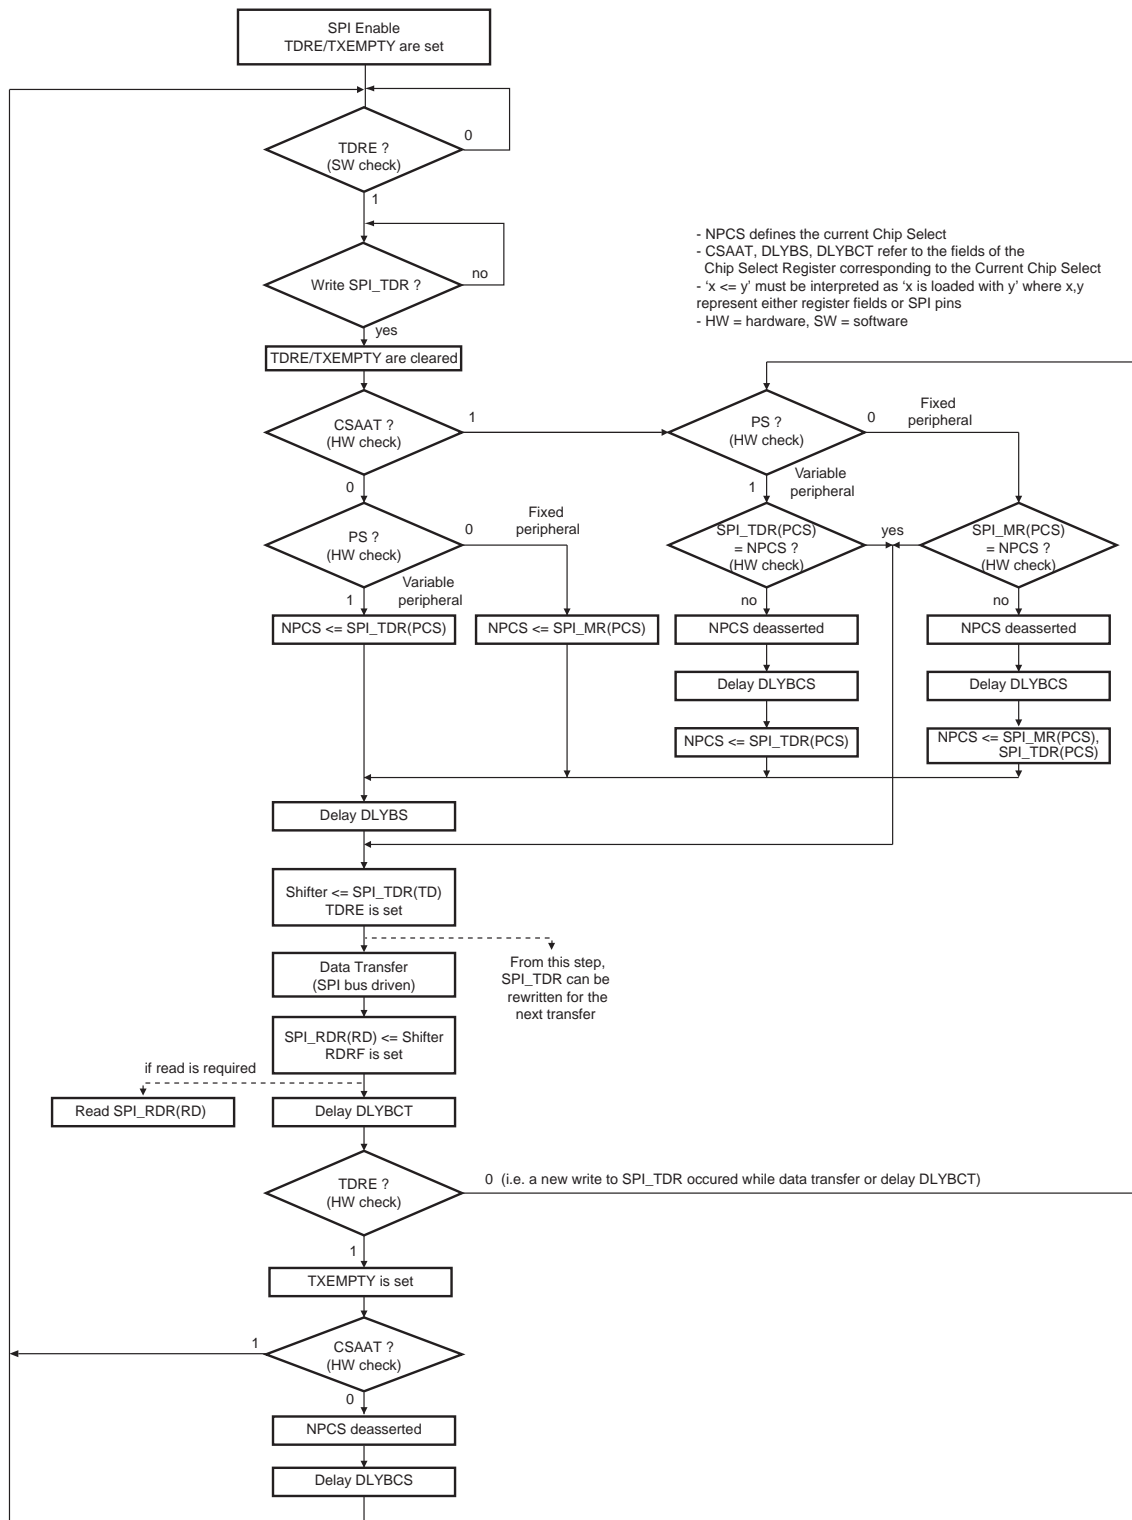 SPI Enable
TDRE/TXEMPTY are set
TDRE ?
(SW check)
0
1
Write SPI_TDR ?
no
yes
- NPCS defines the current Chip Select
- CSAAT, DLYBS, DLYBCT refer to the fields of the
Chip Select Register corresponding to the Current Chip Select
- ‘x <= y’ must be interpreted as ‘x is loaded with y’ where x,y
represent either register fields or SPI pins
- HW = hardware, SW = software
TDRE/TXEMPTY are cleared
CSAAT ?
(HW check)
1
0
PS ?
(HW check)
0
Fixed
peripheral
1
Variable
peripheral
PS ?
(HW check)
0
Fixed
peripheral
1
Variable
peripheral
SPI_TDR(PCS)
= NPCS ?
(HW check)
yes
SPI_MR(PCS)
= NPCS ?
(HW check)
no
no
NPCS <= SPI_TDR(PCS)
NPCS <= SPI_MR(PCS)
NPCS deasserted
NPCS deasserted
Delay DLYBCS
Delay DLYBCS
NPCS <= SPI_TDR(PCS)
NPCS <= SPI_MR(PCS),
SPI_TDR(PCS)
Delay DLYBS
Shifter <= SPI_TDR(TD)
TDRE is set
Data Transfer
(SPI bus driven)
From this step,
SPI_TDR can be
rewritten for the
next transfer
SPI_RDR(RD) <= Shifter
RDRF is set
if read is required
Read SPI_RDR(RD)
Delay DLYBCT
TDRE ?
(HW check)
0 (i.e. a new write to SPI_TDR occured while data transfer or delay DLYBCT)
1
TXEMPTY is set
CSAAT ?
(HW check)
1
0
NPCS deasserted
Delay DLYBCS